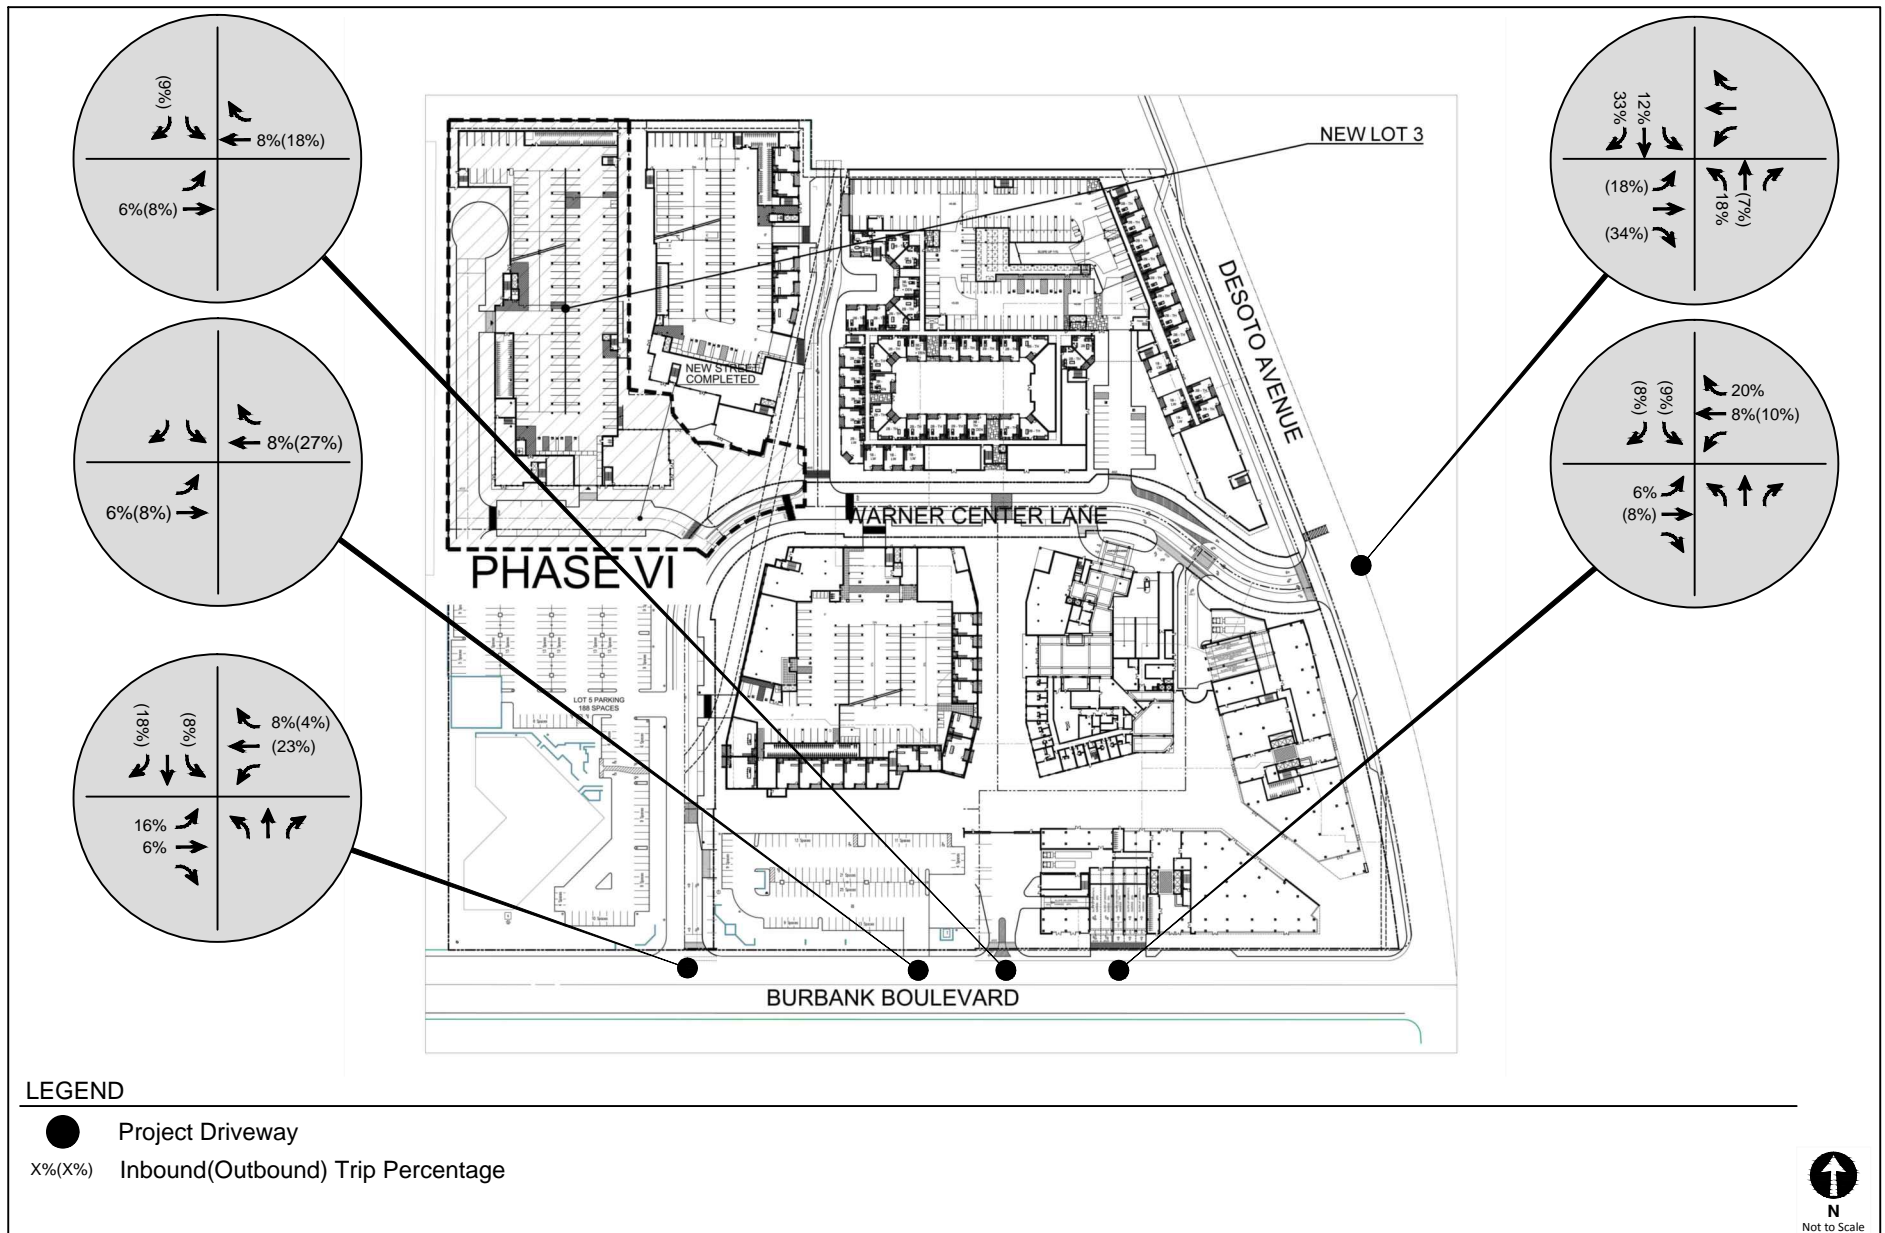 (9%)
8%(18%)
6%(8%)
8%(27%)
6%(8%)
(18%)
(8%)
8%(4%)
(23%)
16%
6%
NEW LOT 3
33%
12%
(18%)
(34%)
18%
(7%)
(8%)
(9%)
20%
8%(10%)
6%
(8%)
DESOTO AVENUE
NEW STREET
COMPLETED
WARNER CENTER LANE
PHASE VI
LOT 5 PARKING
188 SPACES
BURBANK BOULEVARD
LEGEND
Project Driveway
X%(X%) Inbound(Outbound) Trip Percentage
N
Not to Scale